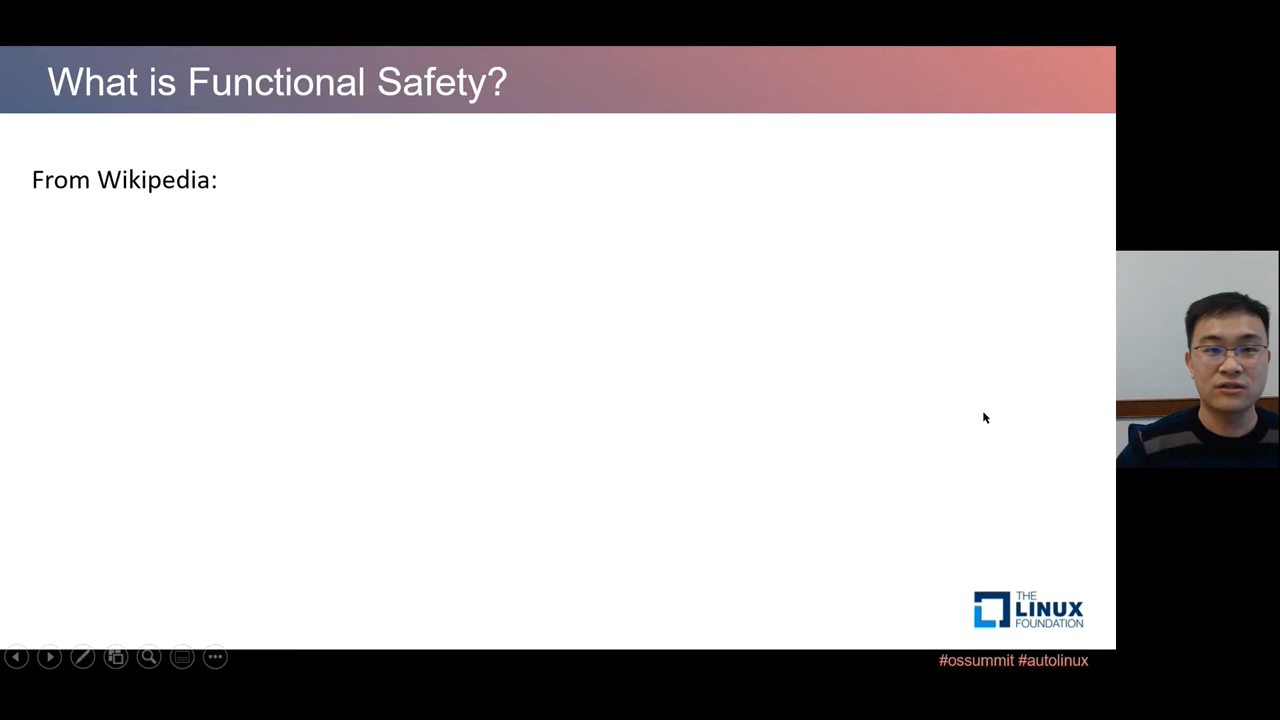 What is Functional Safety?
From Wikipedia:
THE
LINUX
FOUNDATION
#ossummit #autolinux